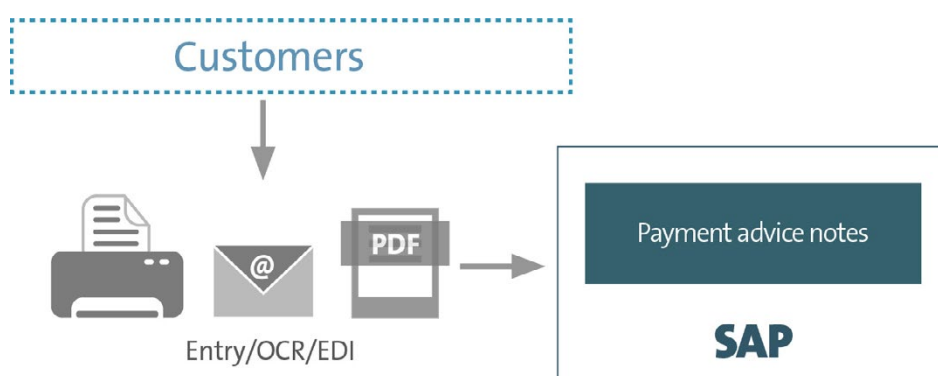 Customers
@
PDF
Payment advice notes
Entry/OCR/EDI
SAP